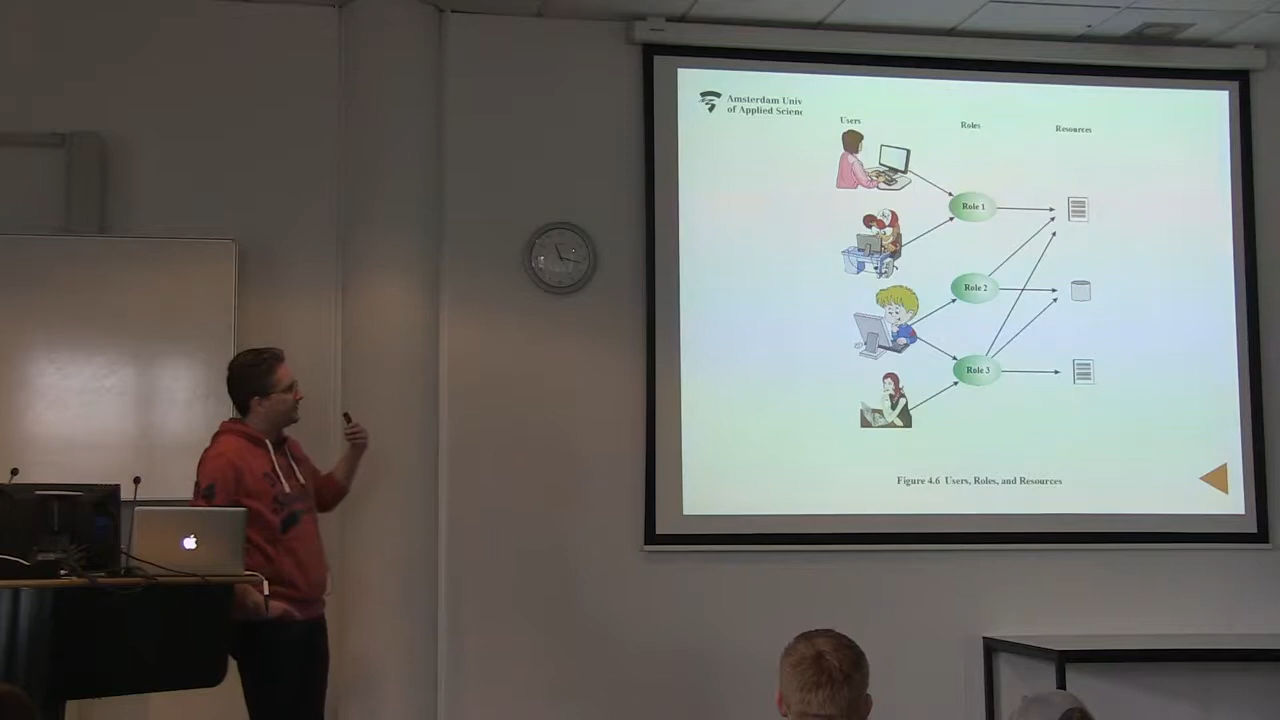 Amsterdam Univ
of Applied Scienc
Users
Roles
Resources
Role 1
Role 2
Role 3
Figure 4.6 Users, Roles, and Resources